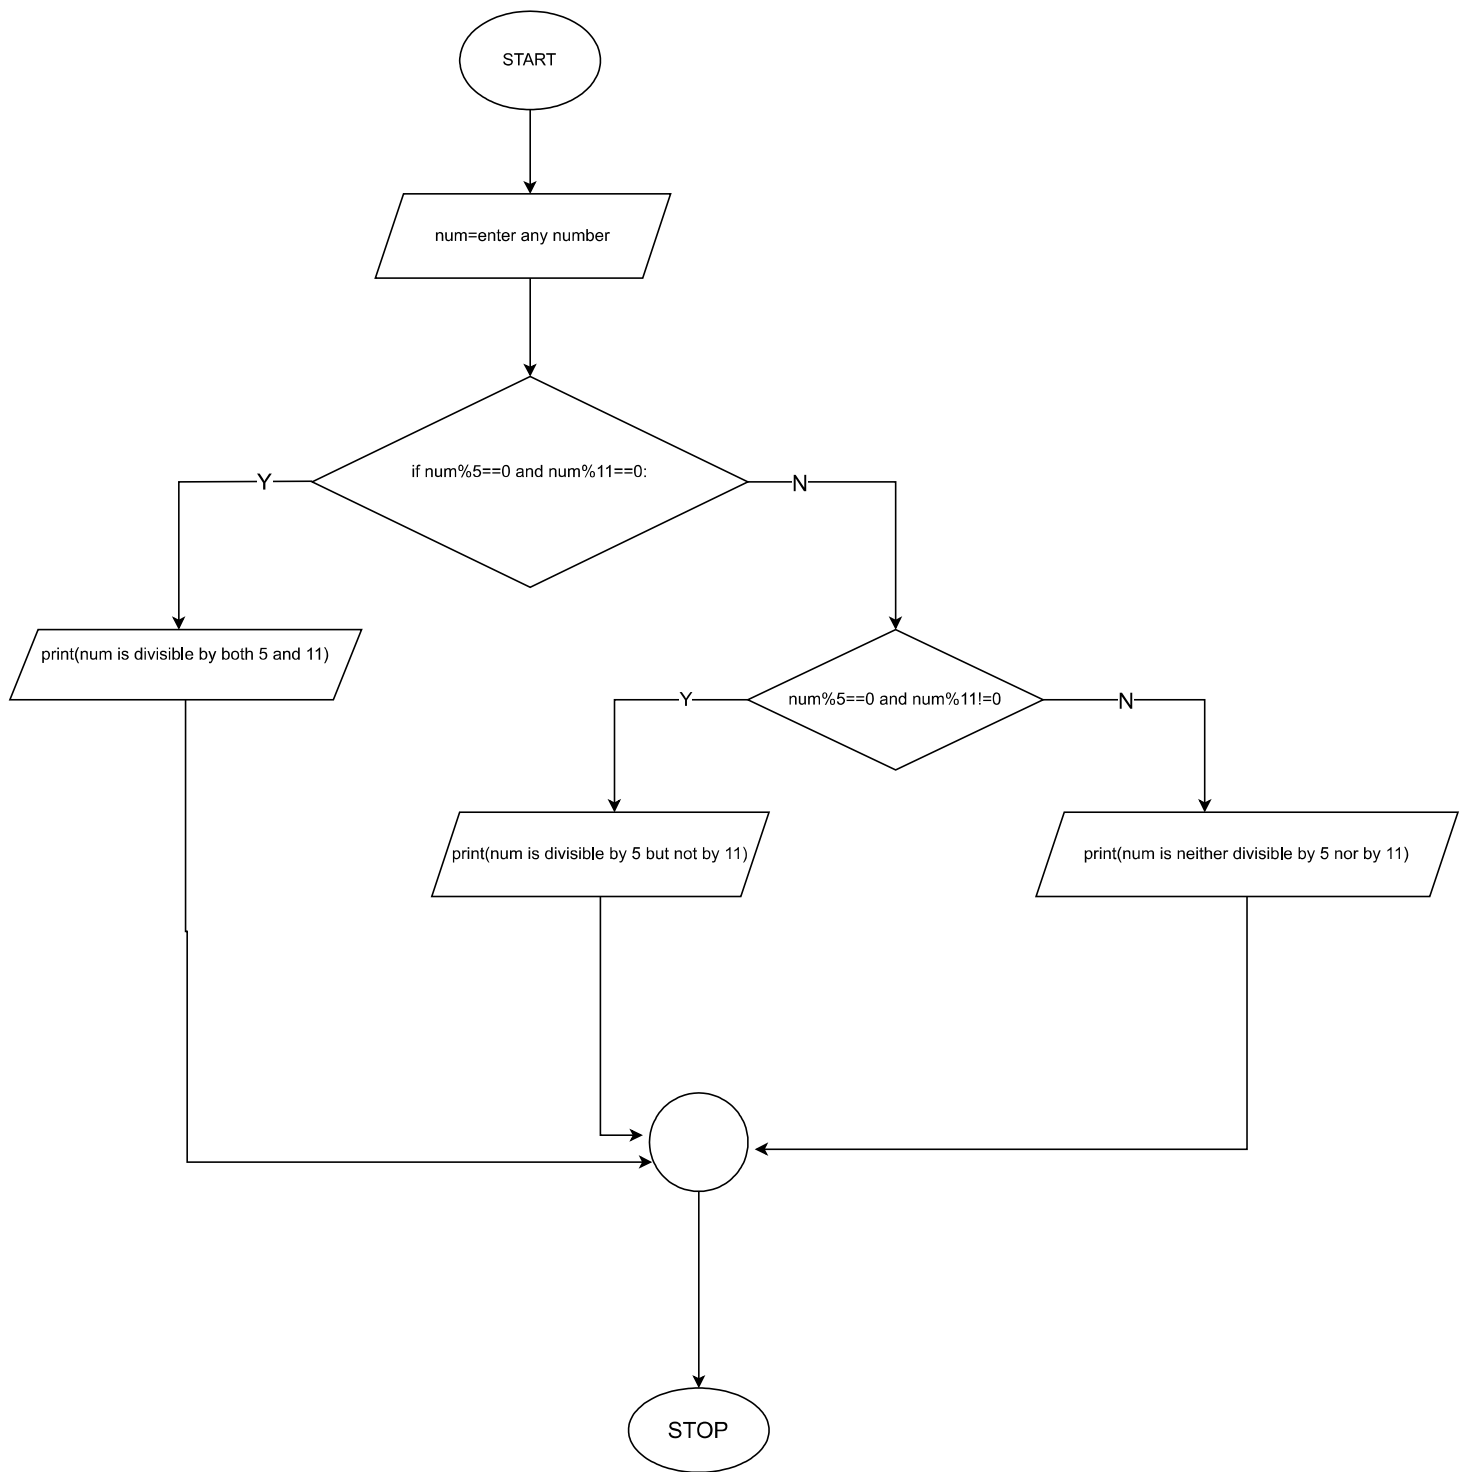 START
num=enter any number
if num%5==0 and num%11==0:
Y
N
print(num is divisible by both 5 and 11)
num%5==0 and num%11!=0
Y
N
print(num is divisible by 5 but not by 11)
print(num is neither divisible by 5 nor by 11)
STOP